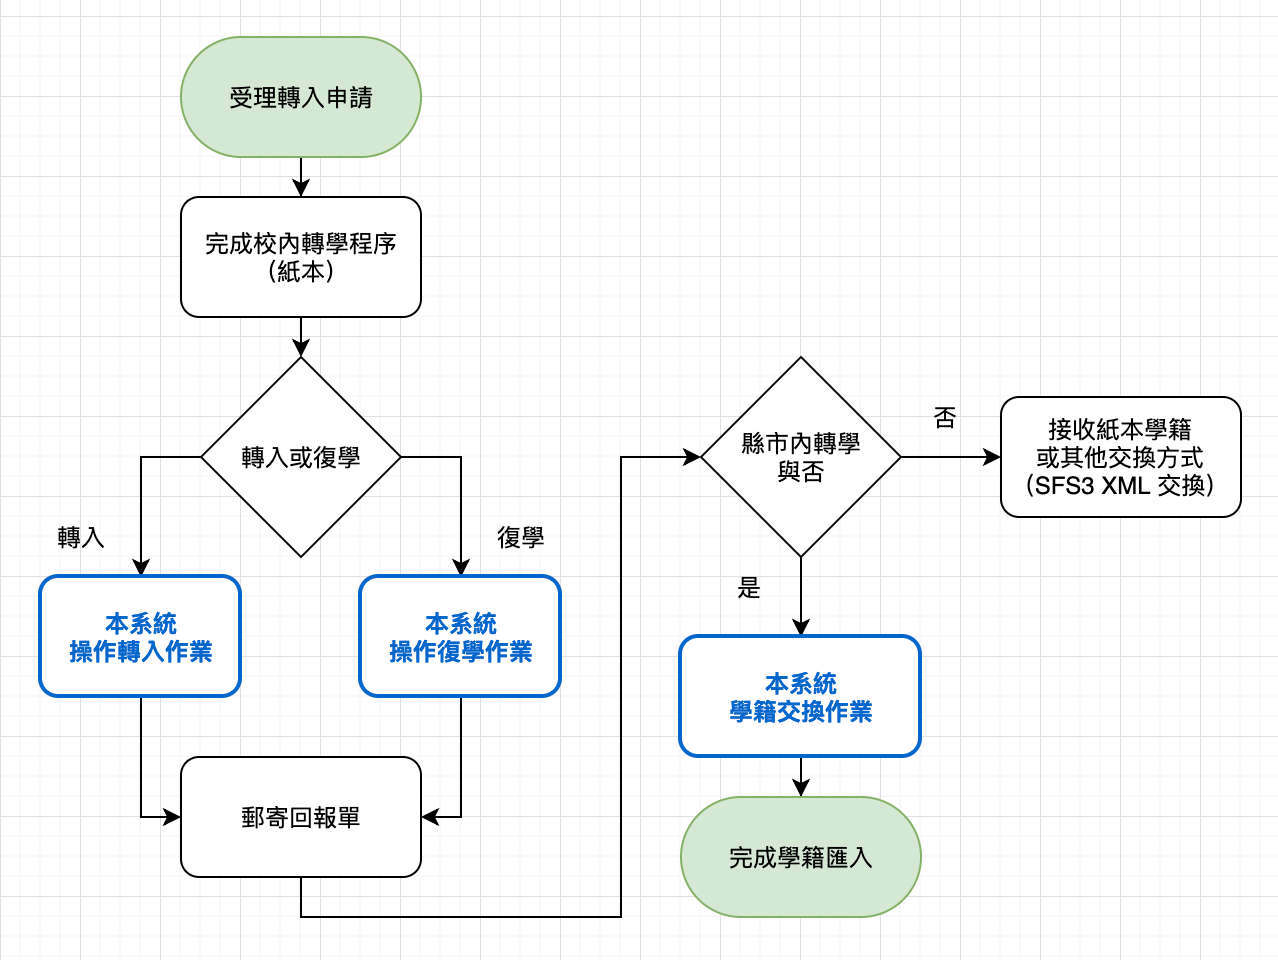 受理轉入申請
完成校內轉學程序
（紙本）
轉入或復學
轉入
復學
本系統
操作轉入作業
本系統
操作復學作業
郵寄回報單
縣市內轉學
與否
否
是
接收紙本學籍
或其他交換方式
（SFS3 XML 交換）
本系統
學籍交換作業
完成學籍匯入